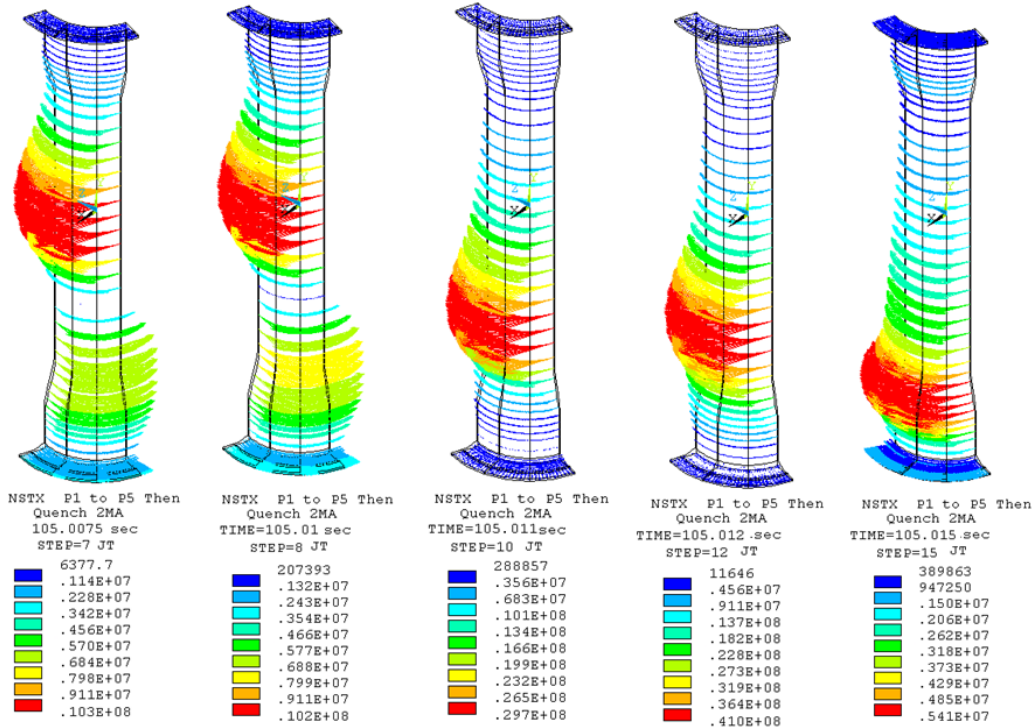 NSTX P1 to P5 Then
Quench 2MA
105.0075 sec
STEP=7 JT
6377.7
.114E+07
.228E+07
.342E+07
.456E+07
.570E+07
.684E+07
.798E+07
.911E+07
.103E+08
NSTX P1 to P5 Then
Quench 2MA
TIME=105.01 sec
STEP=8 JT
207393
.132E+07
.243E+07
.354E+07
.466E+07
.577E+07
.688E+07
.799E+07
.911E+07
.102E+08
NSTX P1 to P5 Then
Quench 2MA
TIME=105.011sec
STEP=10 JT
288857
.356E+07
.683E+07
.101E+08
.134E+08
.166E+08
.199E+08
.232E+08
.265E+08
.297E+08
NSTX P1 to P5 Then
Quench 2MA
TIME=105.012.sec
STEP=12 JT
11646
.456E+07
.911E+07
.137E+08
.182E+08
.228E+08
.273E+08
.319E+08
.364E+08
.410E+08
NSTX P1 to P5 Then
Quench 2MA
TIME=105.015 sec
STEP=15 JT
389863
947250
.150E+07
.206E+07
.262E+07
.318E+07
.373E+07
.429E+07
.485E+07
.541E+07
Z
X
Z
X
Z
Y
X
Z
Y
X
Z
Y
X